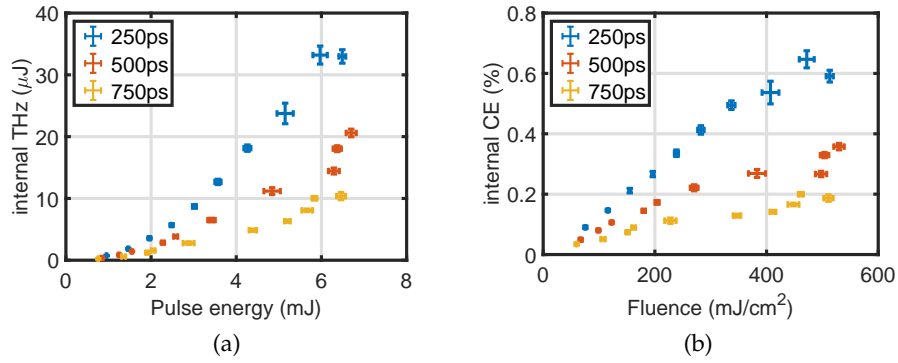 (a)
40
30
20
10
0
internal THz (μJ)
250ps
500ps
750ps
0 2 4 6 8
Pulse energy (mJ)
(a)
(b)
0.8
0.6
0.4
0.2
0
internal CE (%)
250ps
500ps
750ps
0 200 400 600
Fluence (mJ/cm²)
(b)